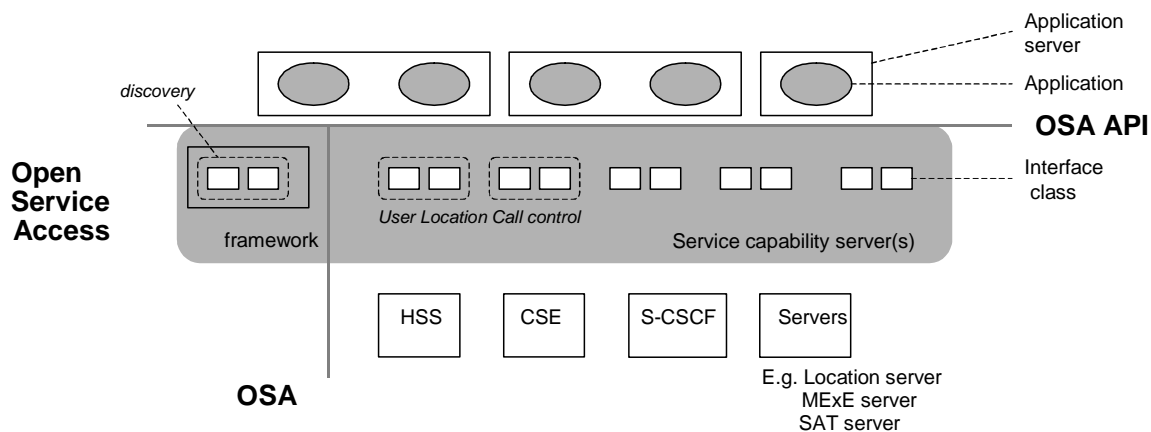 Application
server
discovery
Application
OSA API
Open
Service
Access
Interface
class
User Location Call control
framework
Service capability server(s)
HSS
CSE
S-CSCF
Servers
OSA
E.g. Location server
MExE server
SAT server